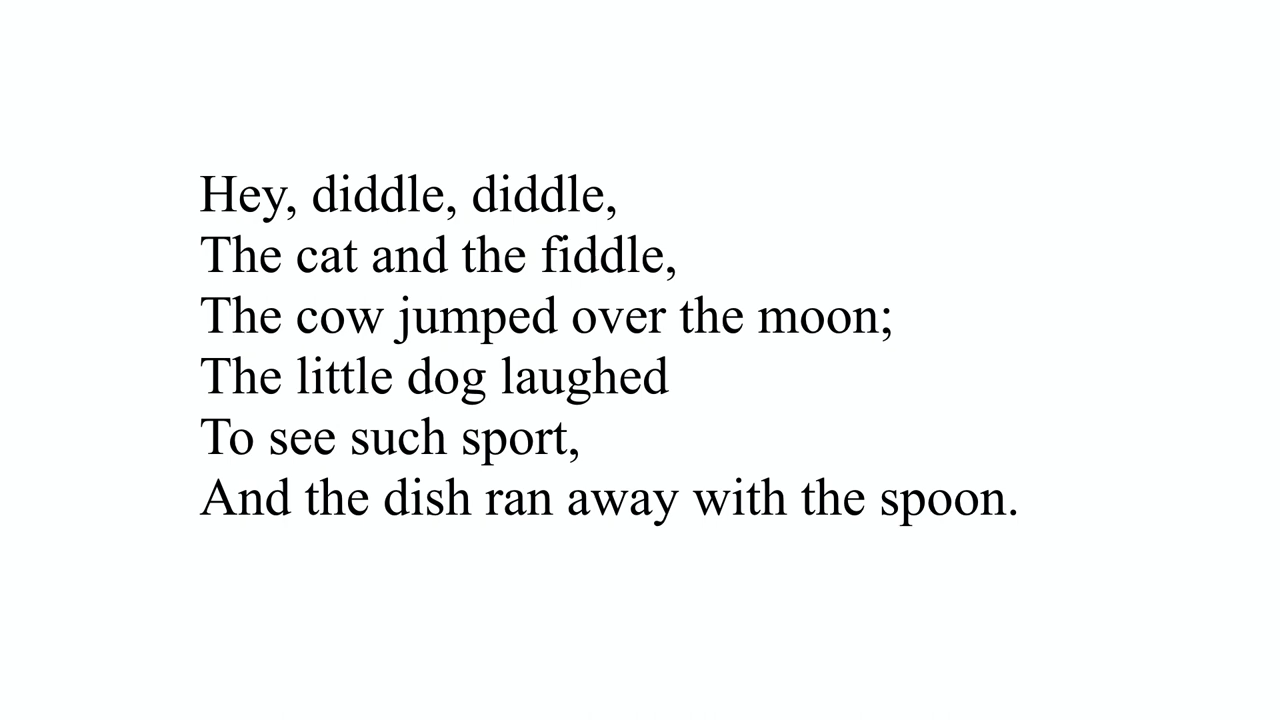 Hey, diddle, diddle,
The cat and the fiddle,
The cow jumped over the moon;
The little dog laughed
To see such sport,
And the dish ran away with the spoon.